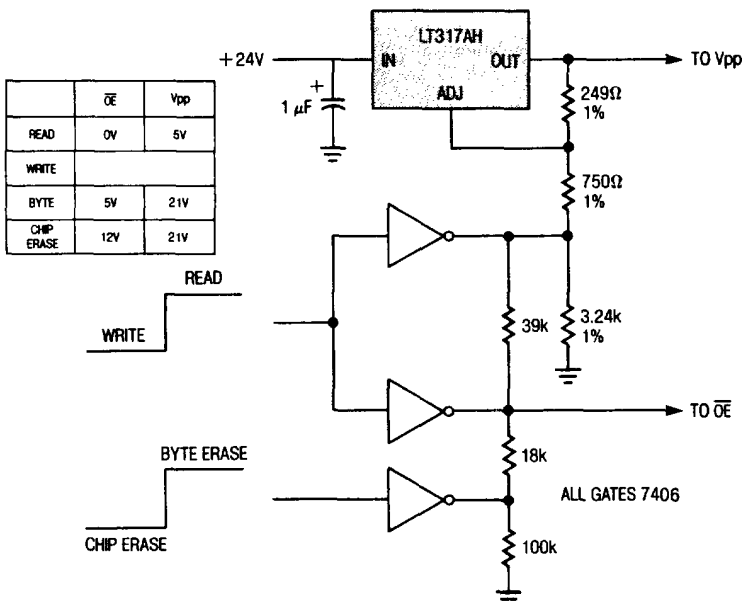 LT317AH
+24V
IN
OUT
TO Vpp
ADJ
+
1 µF
249Ω
1%
750Ω
1%
OE Vpp
READ 0V 5V
WRITE
BYTE 5V 21V
CHIP
ERASE 12V 21V
READ
WRITE
39k
3.24k
1%
TO OE
BYTE ERASE
18k
ALL GATES 7406
CHIP ERASE
100k